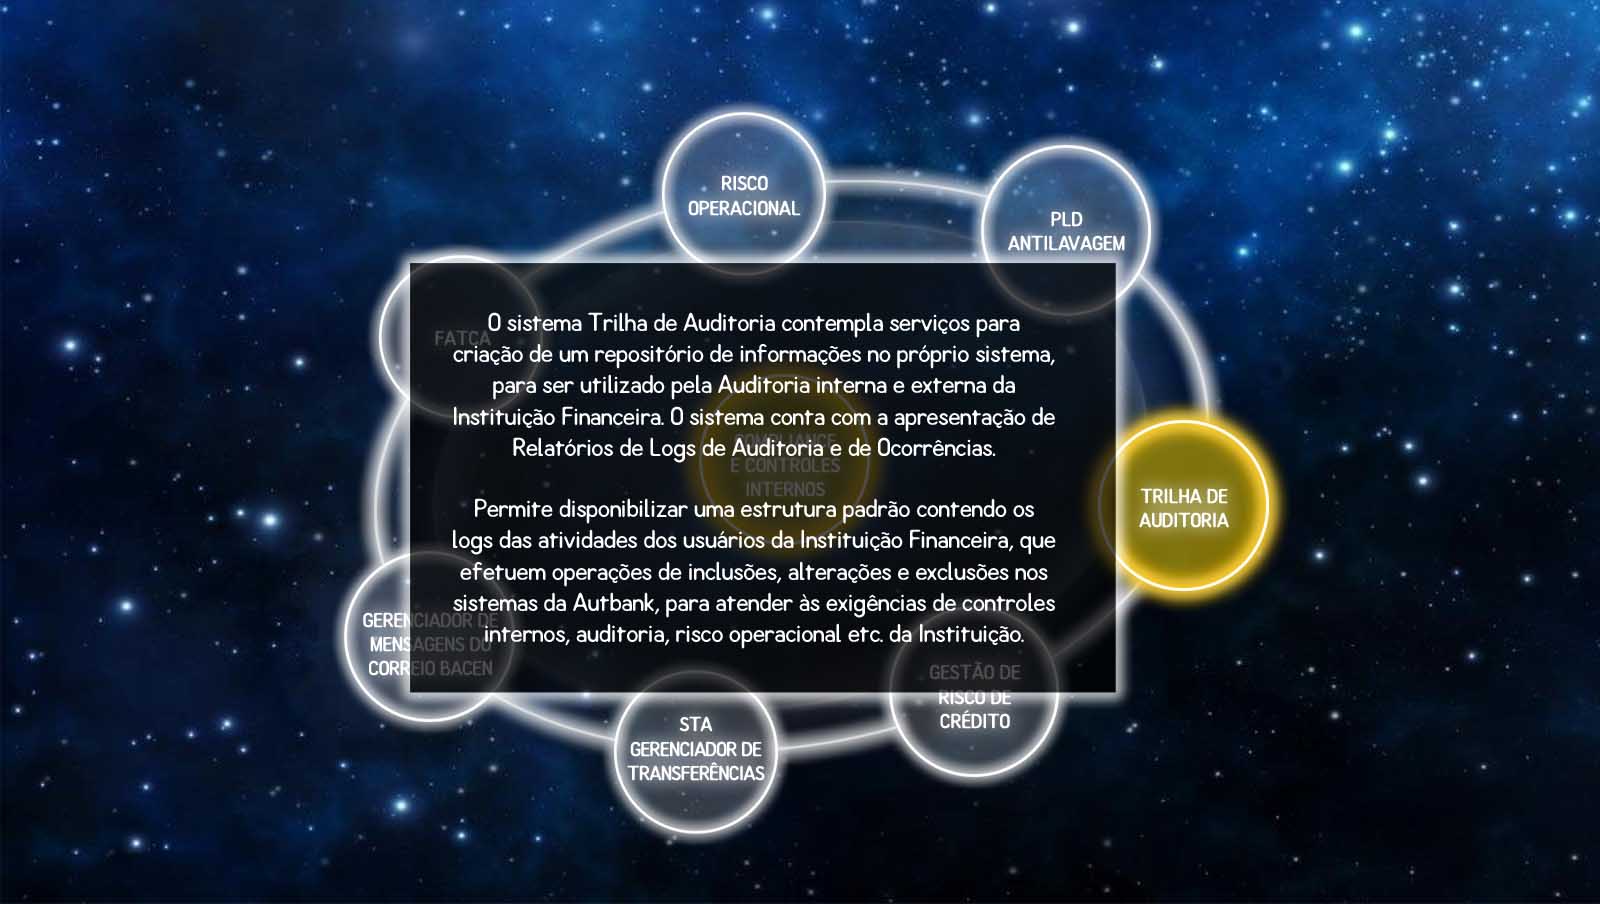 RISCO
OPERACIONAL
PLD
ANTILAVAGEM
FATCA
O sistema Trilha de Auditoria contempla serviços para
criação de um repositório de informações no próprio sistema,
para ser utilizado pela Auditoria interna e externa da
Instituição Financeira. O sistema conta com a apresentação de
Relatórios de Logs de Auditoria e de Ocorrências.
Permite disponibilizar uma estrutura padrão contendo os
logs das atividades dos usuários da Instituição Financeira, que
efetuem operações de inclusões, alterações e exclusões nos
sistemas da Autbank, para atender às exigências de controles
internos, auditoria, risco operacional etc. da Instituição.
COMPLIANCE
E CONTROLES
INTERNOS
TRILHA DE
AUDITORIA
GERENCIADOR DE
MENSAGENS DO
CORREIO BACEN
GESTÃO DE
RISCO DE
CRÉDITO
STA
GERENCIADOR DE
TRANSFERÊNCIAS